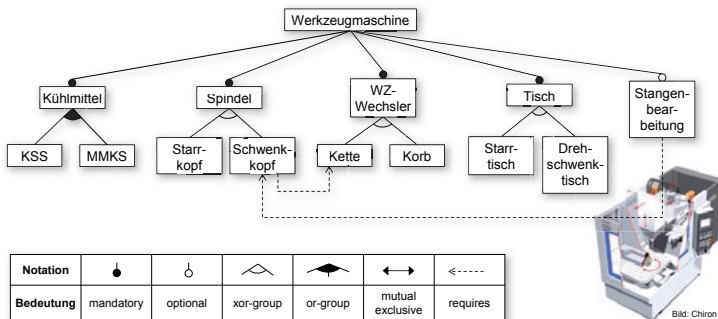 Werkzeugmaschine
Kühlmittel
Spindel
WZ-
Wechsler
Tisch
Stangen-
bear-
beitung
KSS
MMKS
Starr-
kopf
Schwenk-
kopf
Kette
Korb
Starr-
tisch
Dreh-
schwenk-
tisch
Notation
Bedeutung
mandatory
optional
xor-group
or-group
mutual
exclusive
requires
Bild: Chiron